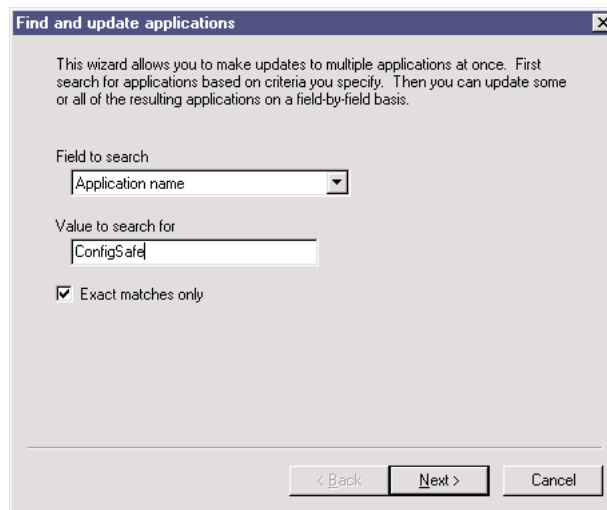 Find and update applications
This wizard allows you to make updates to multiple applications at once.  First
search for applications based on criteria you specify.  Then you can update some
or all of the resulting applications on a field-by-field basis.
Field to search
Application name
Value to search for
ConfigSafe
Exact matches only
< Back
Next >
Cancel